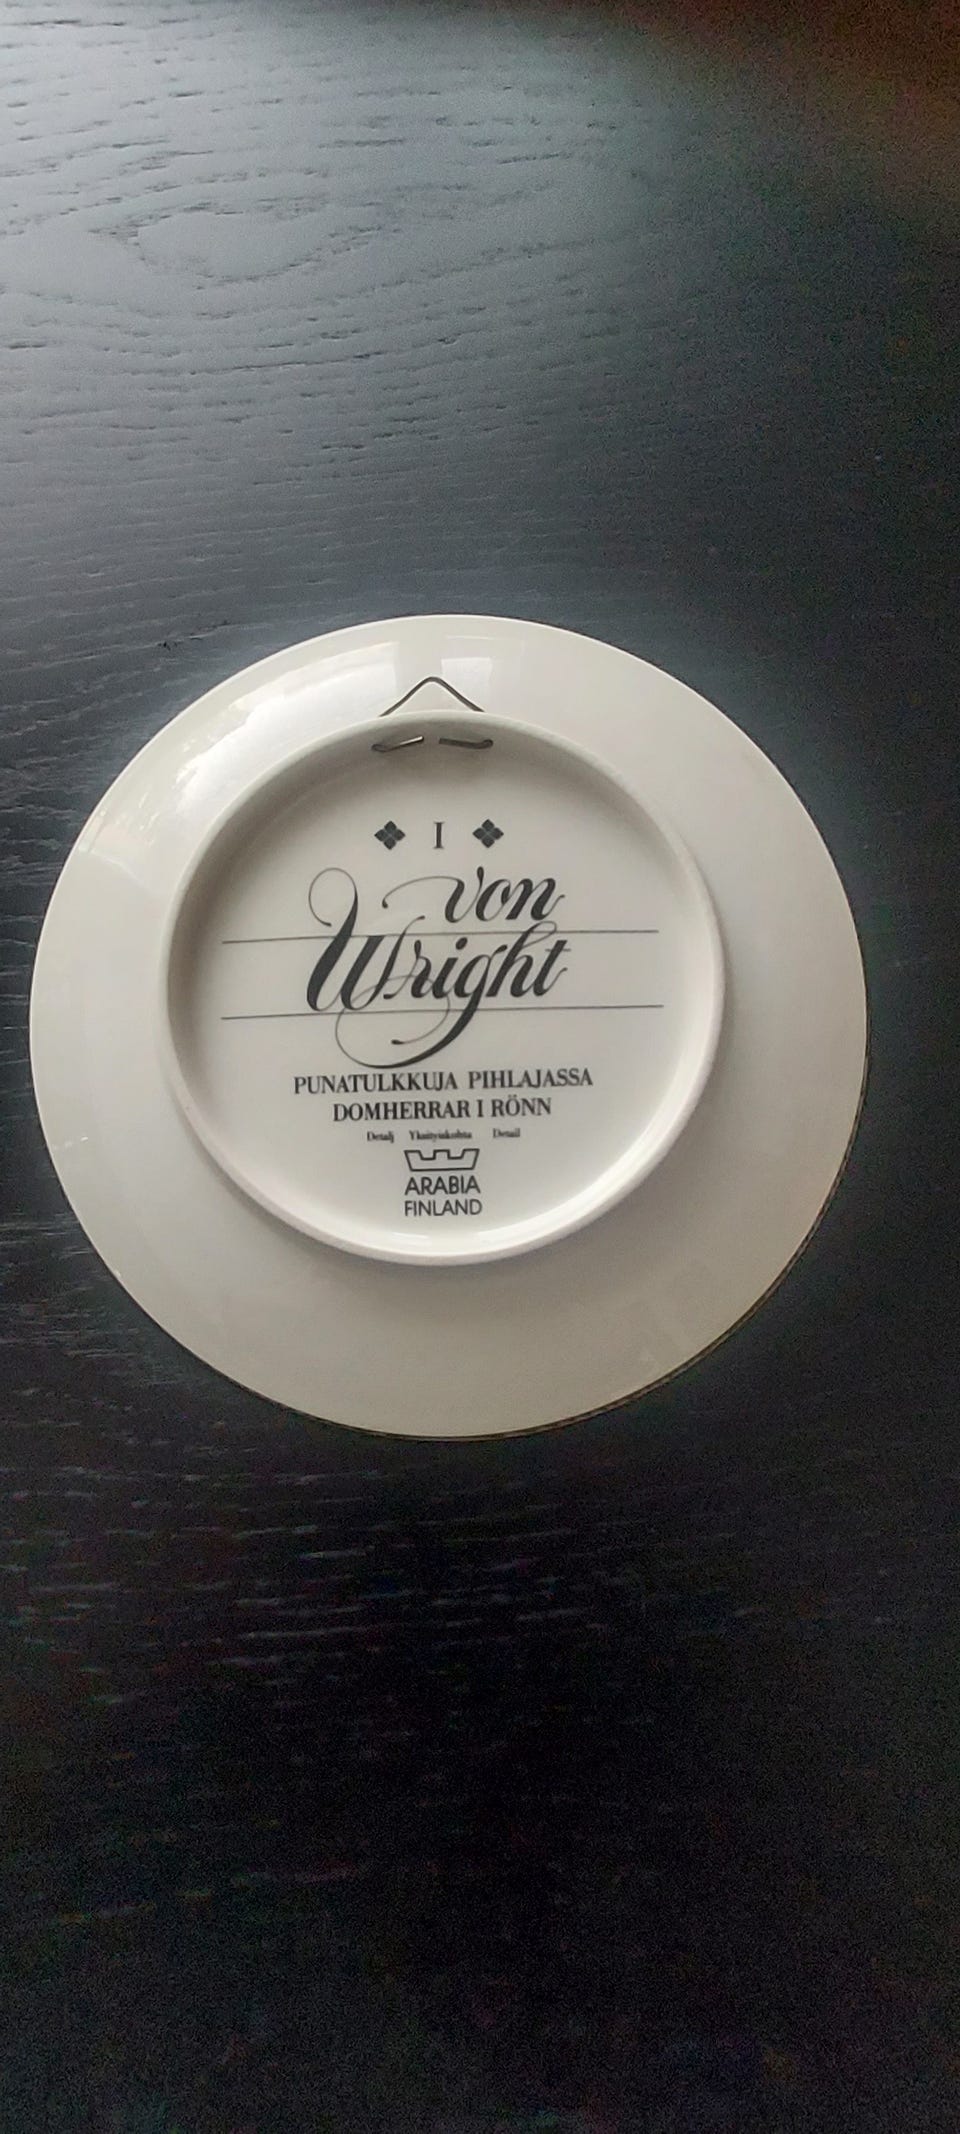 I
von
Wright
PUNATULKKUJA PIHLAJASSA
DOMHERRAR I RÖNN
Detalj Yksityiskohta Detail
ARABIA
FINLAND